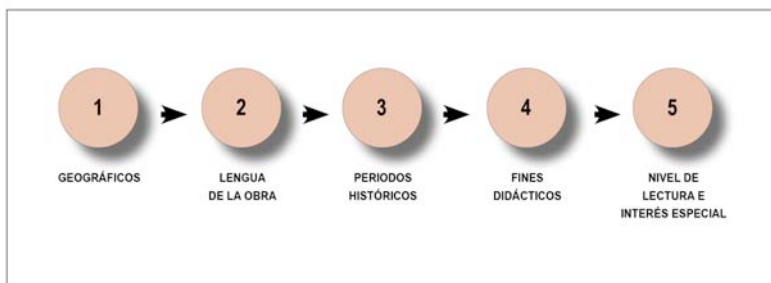 1
2
3
4
5
GEOGRÁFICOS
LENGUA
DE LA OBRA
PERIODOS
HISTÓRICOS
FINES
DIDÁCTICOS
NIVEL DE
LECTURA E
INTERÉS ESPECIAL